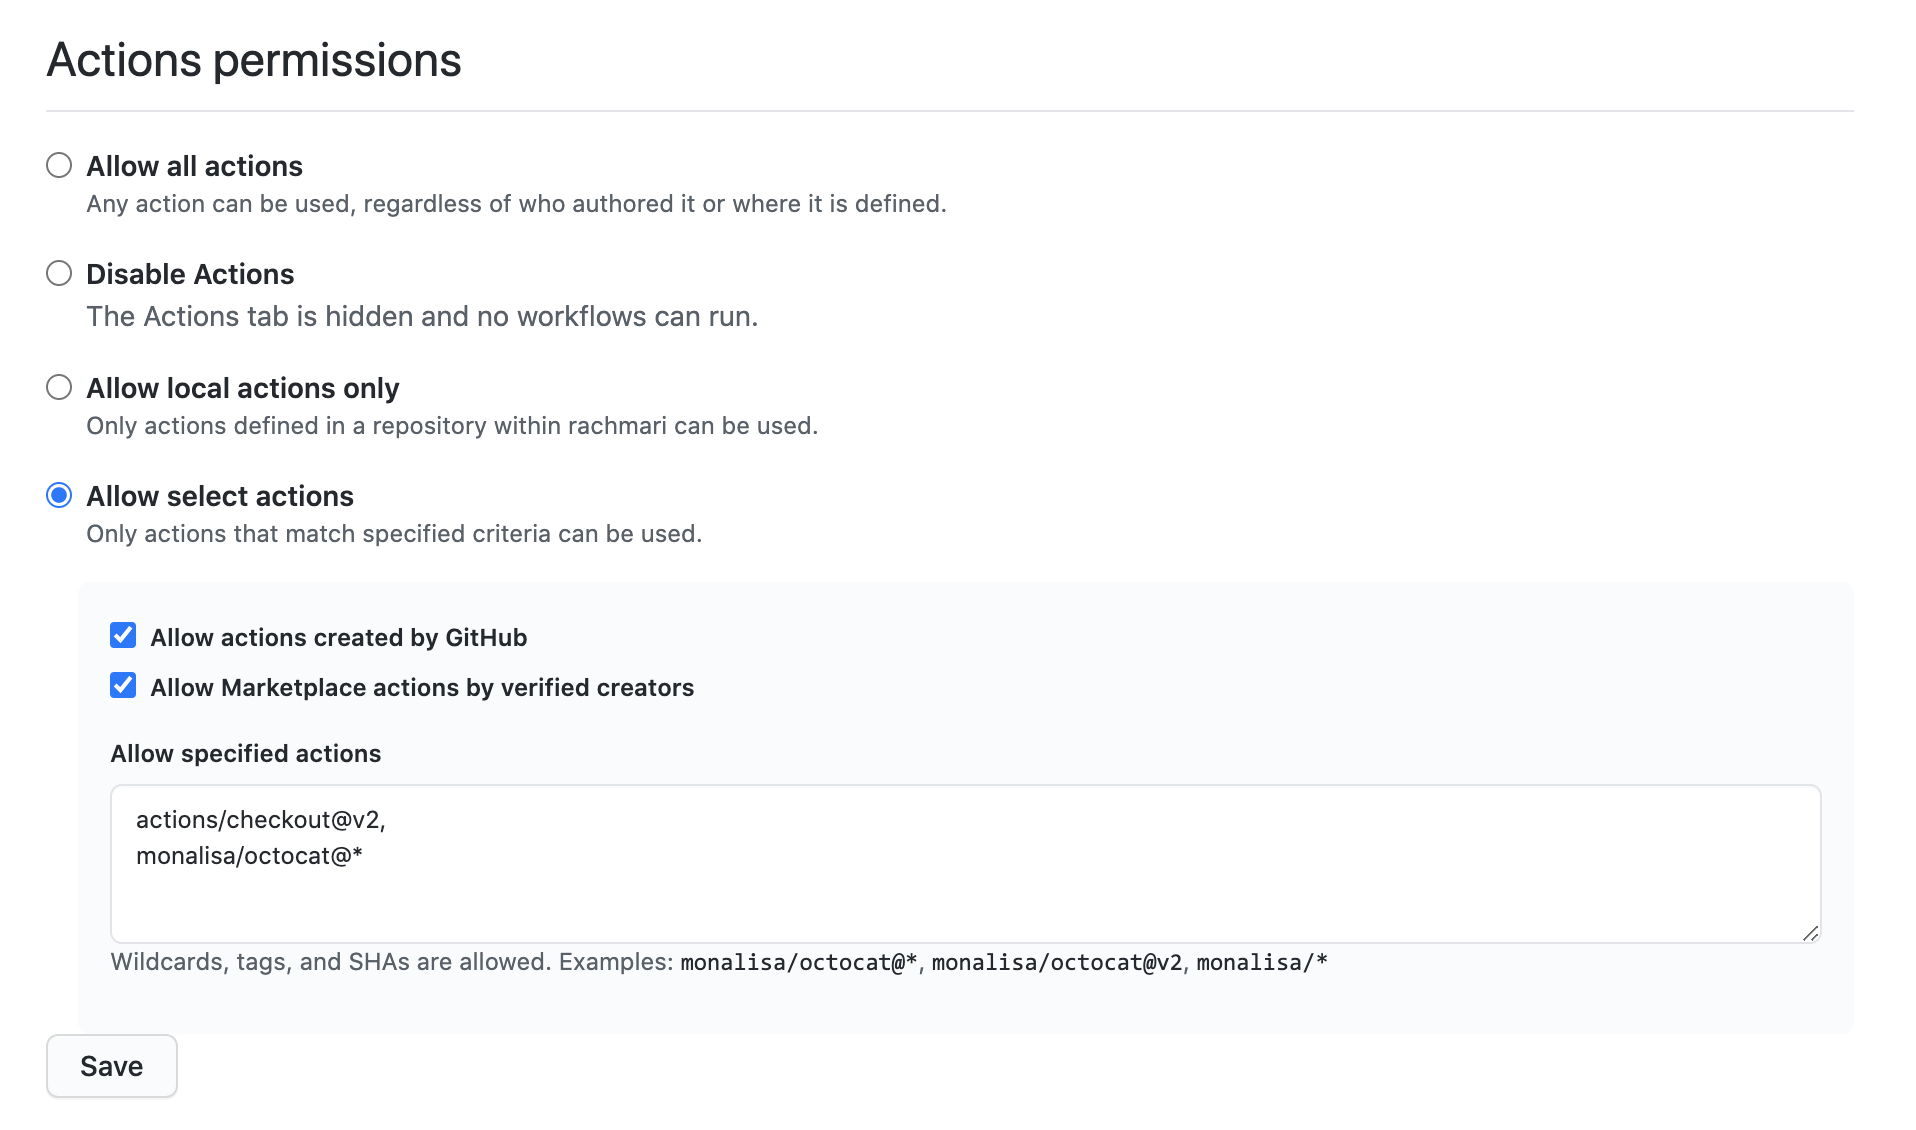 Actions permissions
Allow all actions
Any action can be used, regardless of who authored it or where it is defined.
Disable Actions
The Actions tab is hidden and no workflows can run.
Allow local actions only
Only actions defined in a repository within rachmari can be used.
Allow select actions
Only actions that match specified criteria can be used.
Allow actions created by GitHub
Allow Marketplace actions by verified creators
Allow specified actions
actions/checkout@v2,
monalisa/octocat@*
Wildcards, tags, and SHAs are allowed. Examples: monalisa/octocat@*, monalisa/octocat@v2, monalisa/*
Save